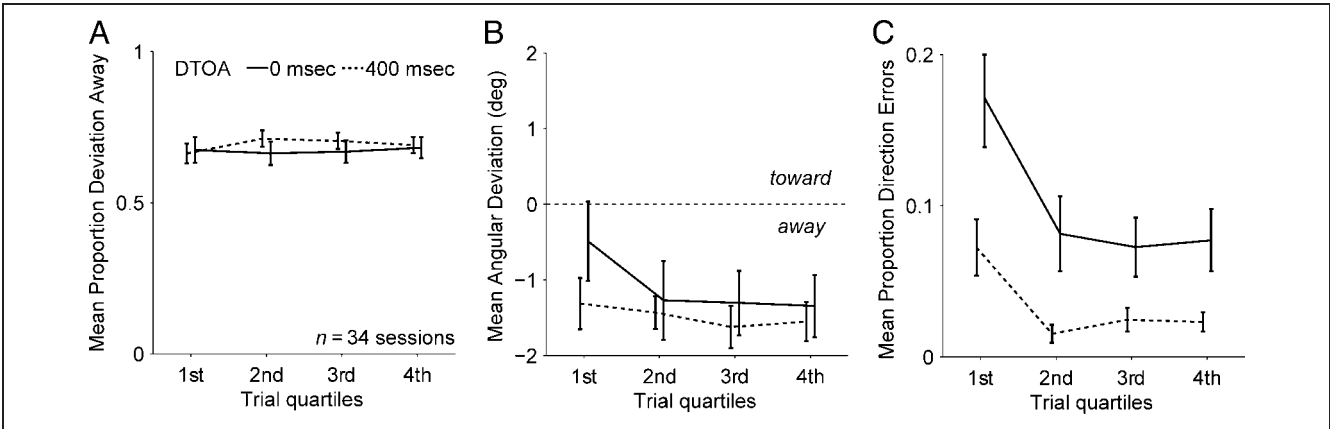 A
Mean Proportion Deviation Away
1
0.5
0
DTOA 0 msec 400 msec
n = 34 sessions
1st 2nd 3rd 4th
Trial quartiles
B
Mean Angular Deviation (deg)
2
1
0
−1
−2
toward
away
1st 2nd 3rd 4th
Trial quartiles
C
Mean Proportion Direction Errors
0.2
0.1
0
1st 2nd 3rd 4th
Trial quartiles